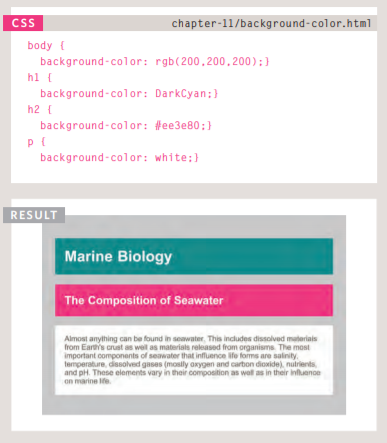 CSS
chapter-11/background-color.html
body {
background-color: rgb(200,200,200);}
h1 {
background-color: DarkCyan;}
h2 {
background-color: #ee3e80;}
p {
background-color: white;}
RESULT
Marine Biology
The Composition of Seawater
Almost anything can be found in seawater. This includes dissolved materials
from Earth's crust as well as materials released from organisms. The most
important components of seawater that influence life forms are salinity,
temperature, dissolved gases (mostly oxygen and carbon dioxide), nutrients,
and pH. These elements vary in their composition as well as in their influence
on marine life.